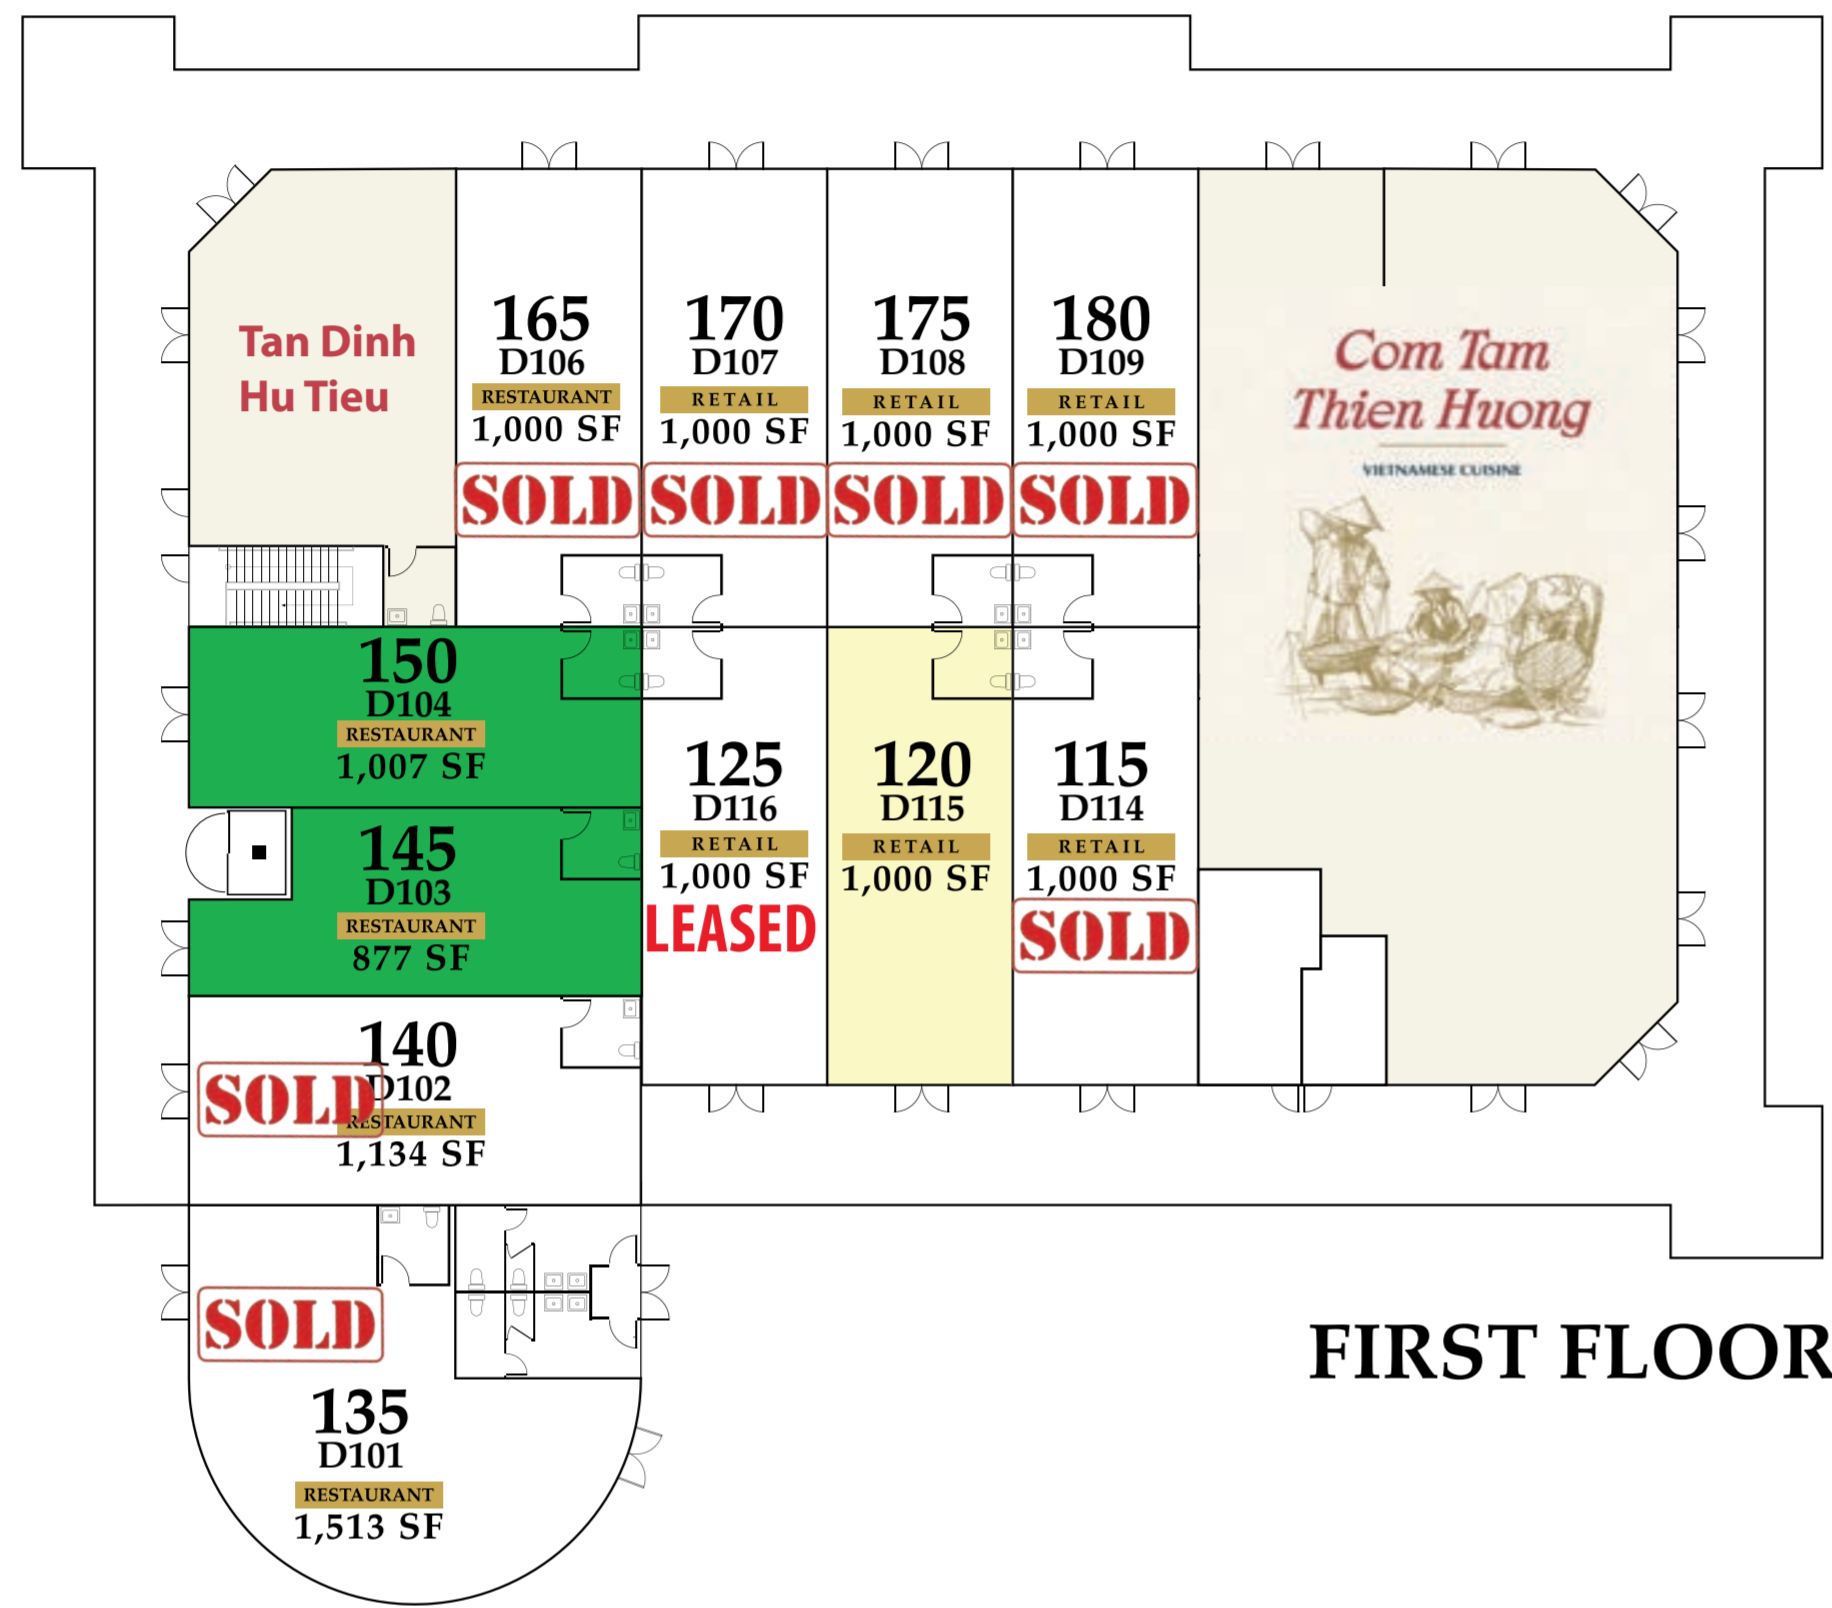 Tan Dinh
Hu Tieu
165
D106
RESTAURANT
1,000 SF
SOLD
170
D107
RETAIL
1,000 SF
SOLD
175
D108
RETAIL
1,000 SF
SOLD
180
D109
RETAIL
1,000 SF
SOLD
Com Tam
Thien Huong
VIETNAMESE CUISINE
150
D104
RESTAURANT
1,007 SF
145
D103
RESTAURANT
877 SF
125
D116
RETAIL
1,000 SF
LEASED
120
D115
RETAIL
1,000 SF
115
D114
RETAIL
1,000 SF
SOLD
140
D102
SOLD
RESTAURANT
1,134 SF
SOLD
135
D101
RESTAURANT
1,513 SF
FIRST FLOOR